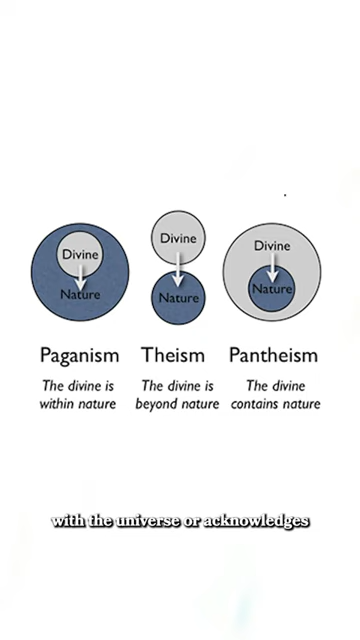 Divine
Nature
Paganism
The divine is
within nature
Divine
Nature
Theism
The divine is
beyond nature
Divine
Nature
Pantheism
The divine
contains nature
with the universe or acknowledges